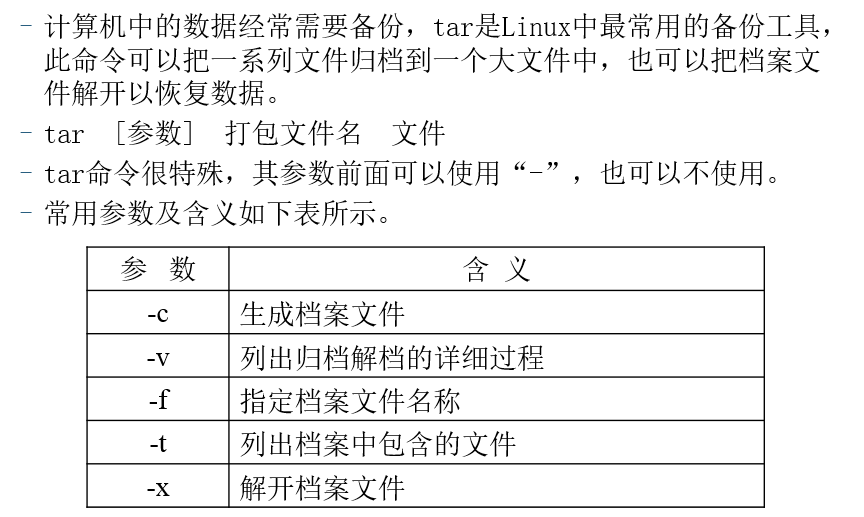 - 计算机中的数据经常需要备份，tar是Linux中最常用的备份工具，
此命令可以把一系列文件归档到一个大文件中，也可以把档案文
件解开以恢复数据。
- tar [参数] 打包文件名 文件
- tar命令很特殊，其参数前面可以使用“-”，也可以不使用。
- 常用参数及含义如下表所示。
参 数 含 义
-c 生成档案文件
-v 列出归档解档的详细过程
-f 指定档案文件名称
-t 列出档案中包含的文件
-x 解开档案文件